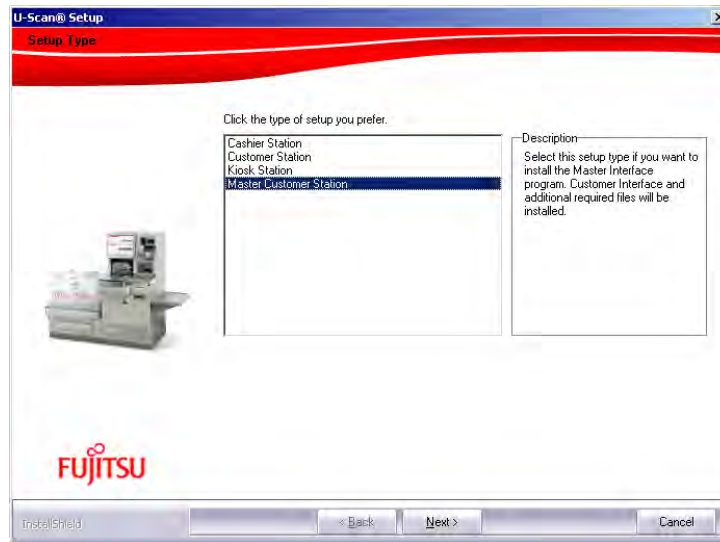 U-Scan® Setup
Setup Type
Click the type of setup you prefer.
Cashier Station
Customer Station
Kiosk Station
Master Customer Station
Description
Select this setup type if you want to
install the Master Interface
program. Customer Interface and
additional required files will be
installed.
FUJITSU
InstallShield
< Back
Next >
Cancel